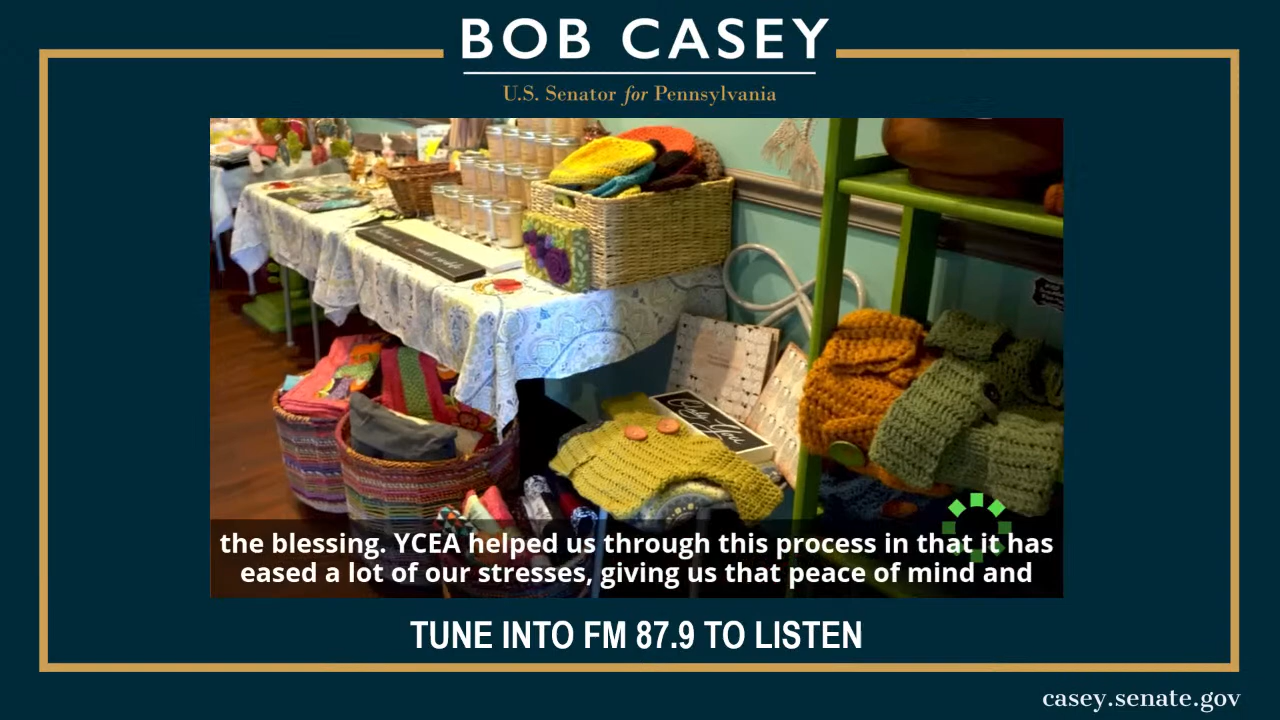 BOB CASEY
U.S. Senator for Pennsylvania
Only You
the blessing. YCEA helped us through this process in that it has
eased a lot of our stresses, giving us that peace of mind and
TUNE INTO FM 87.9 TO LISTEN
casey.senate.gov